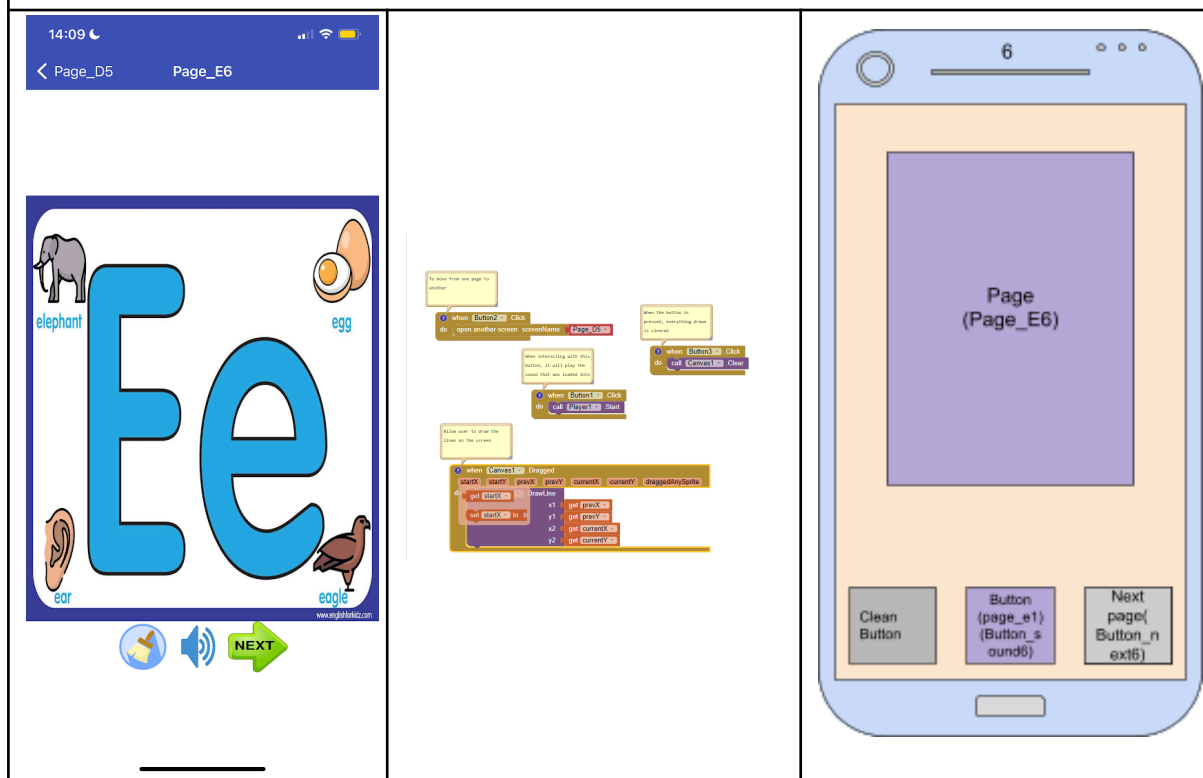 14:09
Page_D5
Page_E6
elephant
egg
Ee
ear
eagle
www.englishforkidz.com
NEXT
To move from one page to
another
when Button2 .Click
do open another screen screenName Page_D5
When the button is
pressed, everything drawn
is cleared
when Button3 .Click
do call Canvas1 .Clear
When interacting with this
button, it will play the
sound that was loaded into
when Button1 .Click
do call Player1 .Start
Allow user to draw the
lines on the screen
when Canvas1 .Dragged
startX startY prevX prevY currentX currentY draggedAnySprite
get startX .DrawLine
x1 get prevX
set startX to
y1 get prevY
x2 get currentX
y2 get currentY
6
Page
(Page_E6)
Clean
Button
Button
(page_e1)
(Button_s
ound6)
Next
page(
Button_n
ext6)